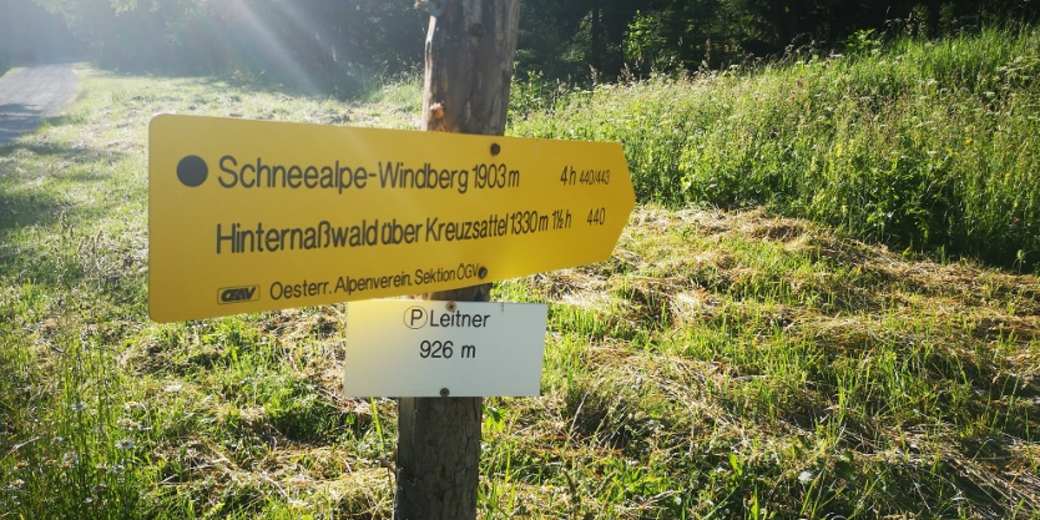 Schneealpe-Windberg 1903 m 4 h 440/443
Hinternaßwald über Kreuzsattel 1330 m 1½ h 440
OEAV Oesterr. Alpenverein, Sektion ÖGV
P Leitner
926 m